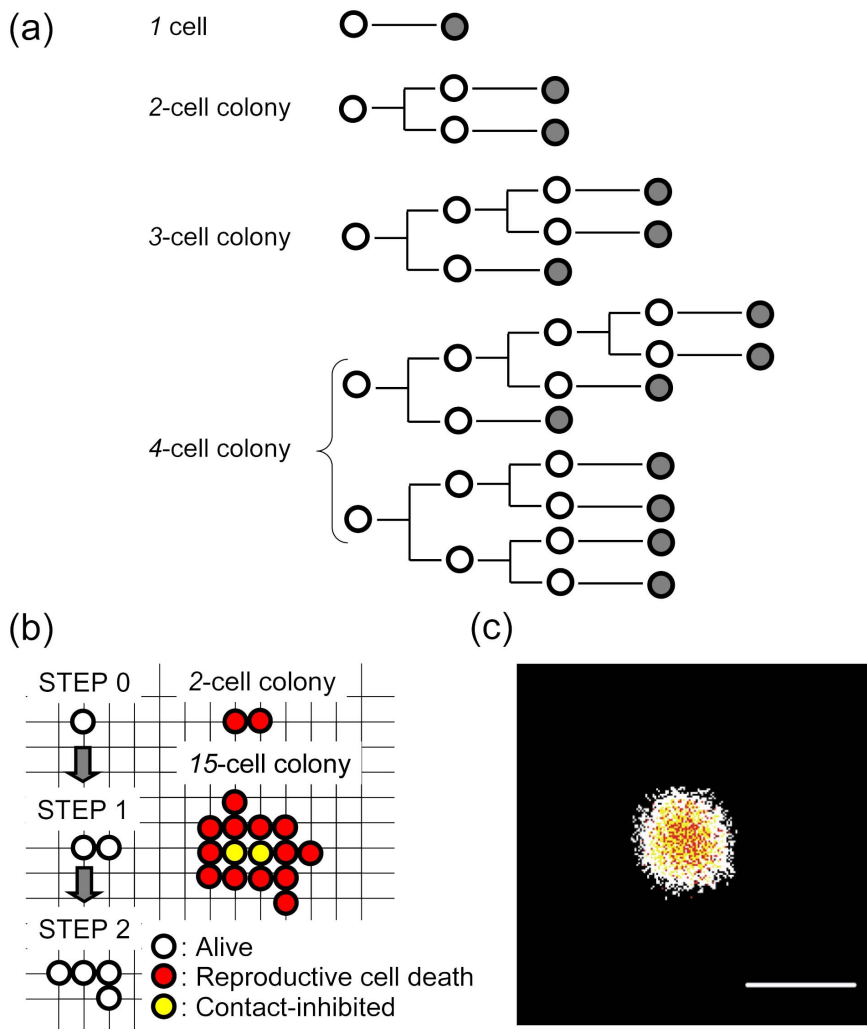 (a)
1 cell
2-cell colony
3-cell colony
4-cell colony
(b)
STEP 0
STEP 1
STEP 2
2-cell colony
15-cell colony
: Alive
: Reproductive cell death
: Contact-inhibited
(c)